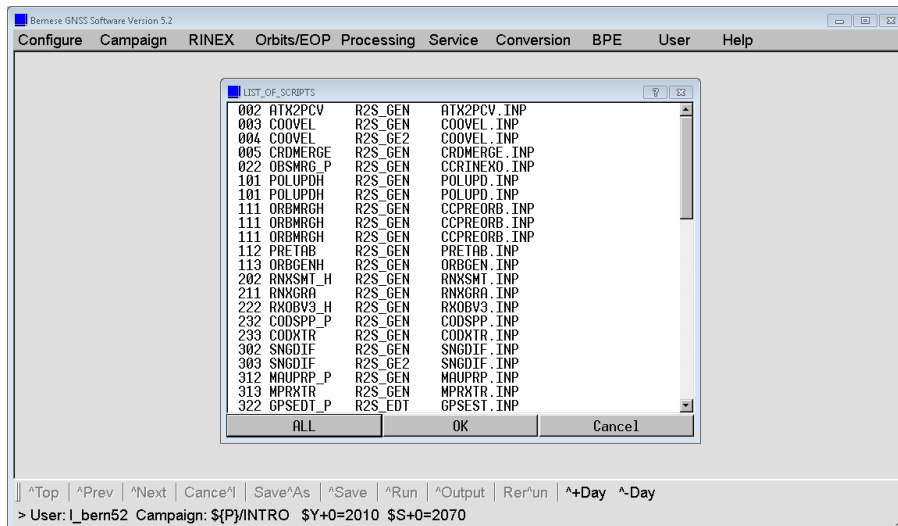 Bernese GNSS Software Version 5.2
Configure Campaign RINEX Orbits/EOP Processing Service Conversion BPE User Help
LIST_OF_SCRIPTS
002 ATX2PCV R2S_GEN ATX2PCV.INP
003 COOVEL R2S_GEN COOVEL.INP
004 COOVEL R2S_GE2 COOVEL.INP
005 CRDMERGE R2S_GEN CRDMERGE.INP
022 OBSMRG_P R2S_GEN CCRINEXO.INP
101 POLUPDH R2S_GEN POLUPD.INP
101 POLUPDH R2S_GEN POLUPD.INP
111 ORBMRGH R2S_GEN CCPREORB.INP
111 ORBMRGH R2S_GEN CCPREORB.INP
111 ORBMRGH R2S_GEN CCPREORB.INP
112 PRETAB R2S_GEN PRETAB.INP
113 ORBGENH R2S_GEN ORBGEN.INP
202 RNXSMT_H R2S_GEN RNXSMT.INP
211 RNXGRA R2S_GEN RNXGRA.INP
222 RXOBV3_H R2S_GEN RXOBV3.INP
232 CODSPP_P R2S_GEN CODSPP.INP
233 CODXTR R2S_GEN CODXTR.INP
302 SNGDIF R2S_GEN SNGDIF.INP
303 SNGDIF R2S_GE2 SNGDIF.INP
312 MAUPRP_P R2S_GEN MAUPRP.INP
313 MPRXTR R2S_GEN MPRXTR.INP
322 GPSEDT_P R2S_EDT GPSEST.INP
ALL OK Cancel
^Top | ^Prev | ^Next | Cance^l | Save^As | ^Save | ^Run | ^Output | Rer^un | ^+Day ^-Day
> User: l_bern52 Campaign: ${P}/INTRO $Y+0=2010 $S+0=2070